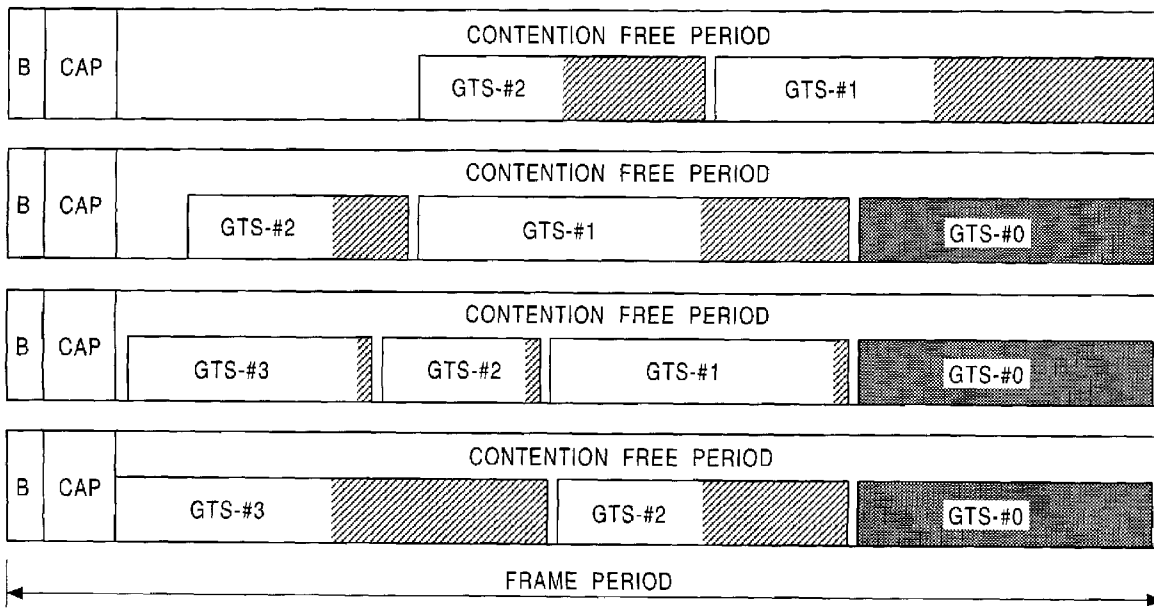 CONTENTION FREE PERIOD
B CAP GTS-#2 GTS-#1
CONTENTION FREE PERIOD
B CAP GTS-#2 GTS-#1 GTS-#0
CONTENTION FREE PERIOD
B CAP GTS-#3 GTS-#2 GTS-#1 GTS-#0
CONTENTION FREE PERIOD
B CAP GTS-#3 GTS-#2 GTS-#0
FRAME PERIOD